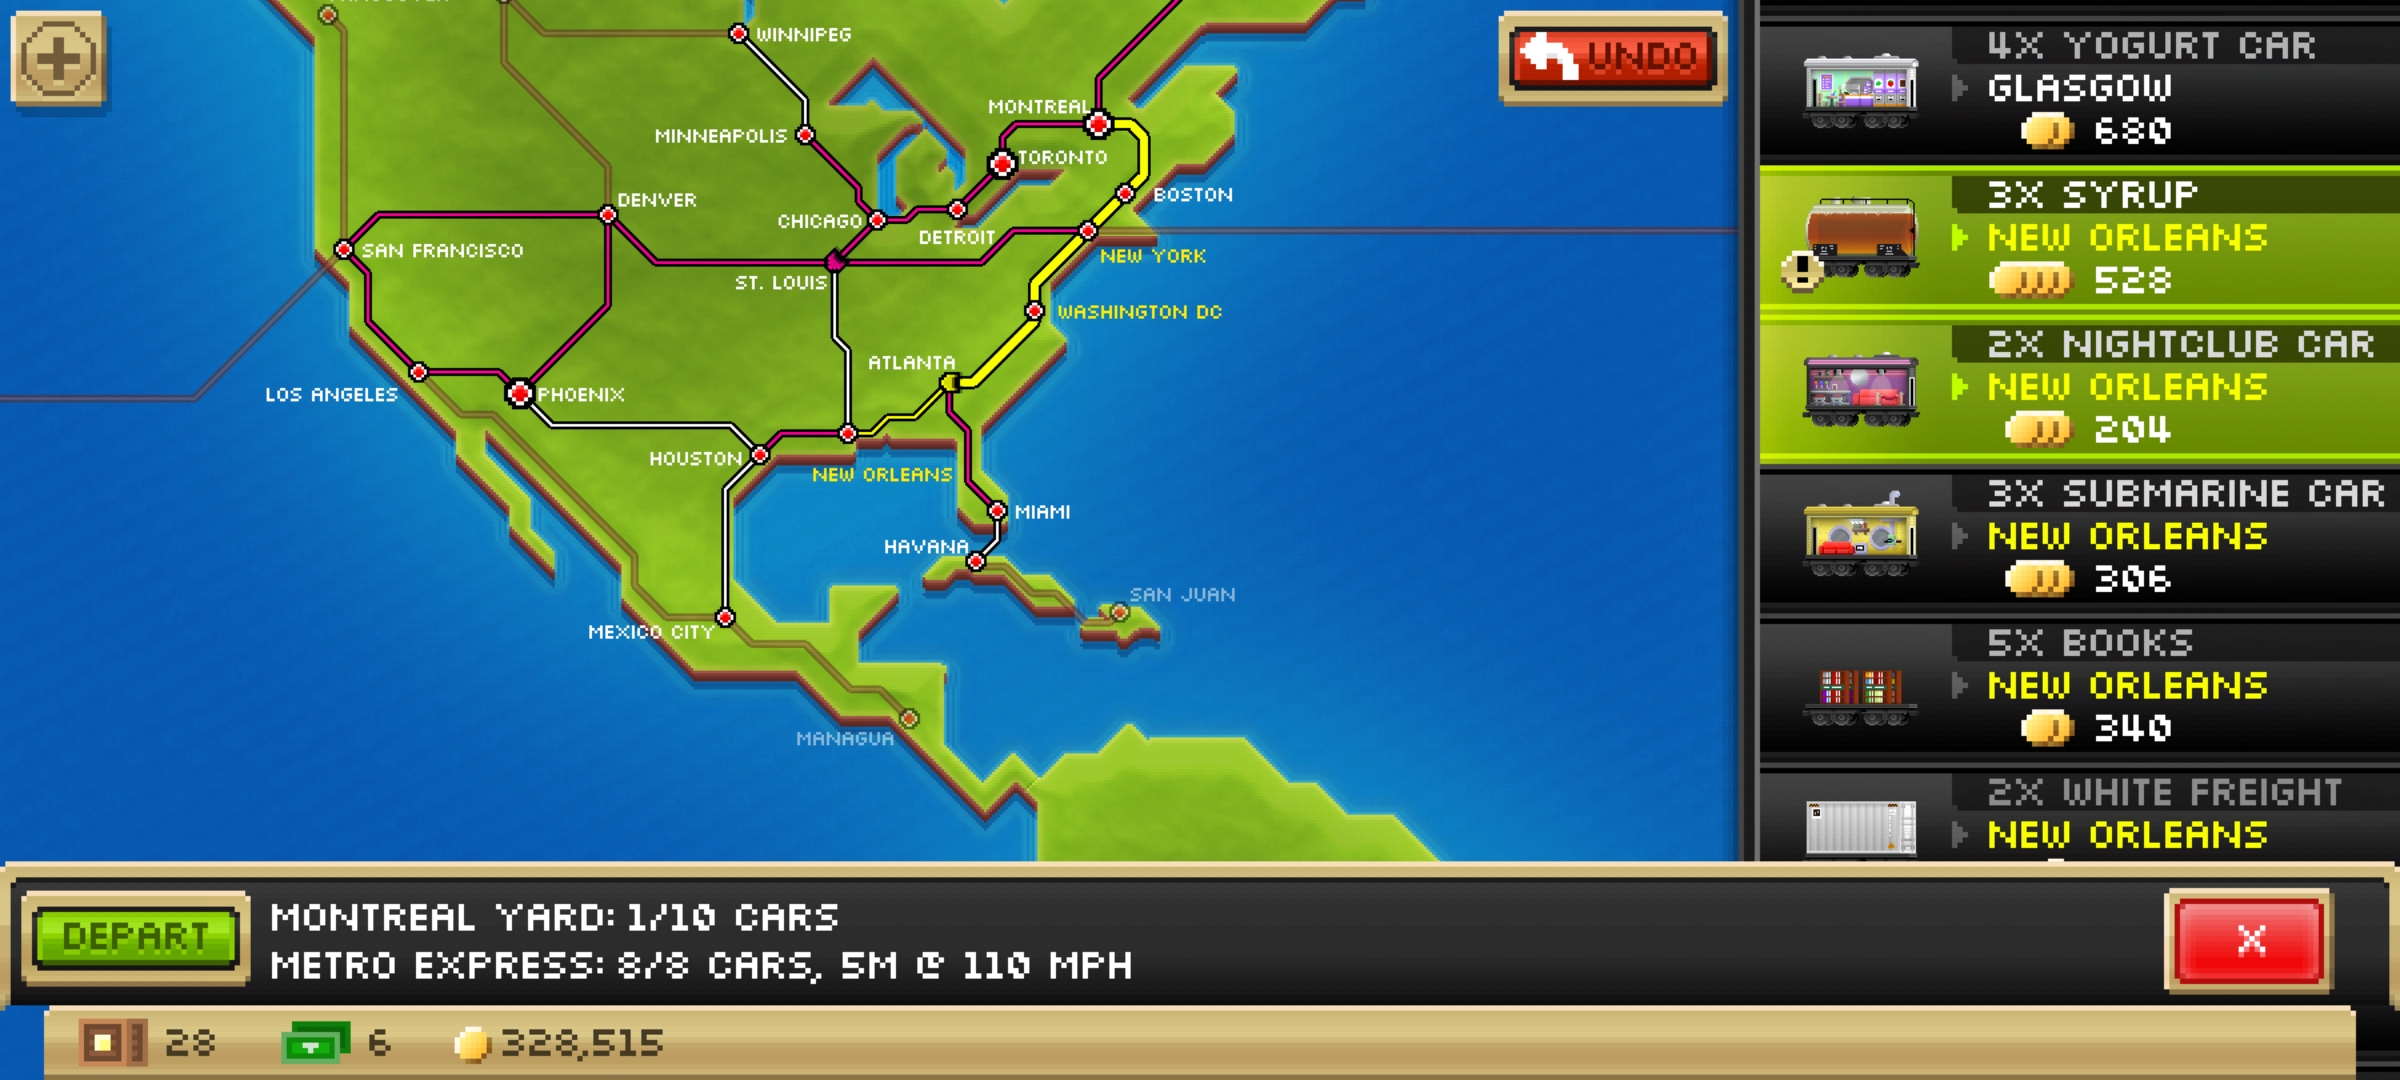 WINNIPEG
MONTREAL
MINNEAPOLIS
TORONTO
DENVER
BOSTON
CHICAGO
DETROIT
SAN FRANCISCO
NEW YORK
ST. LOUIS
WASHINGTON DC
ATLANTA
LOS ANGELES
PHOENIX
HOUSTON
NEW ORLEANS
MIAMI
HAVANA
SAN JUAN
MEXICO CITY
MANAGUA
UNDO
4X YOGURT CAR
GLASGOW
680
3X SYRUP
NEW ORLEANS
528
2X NIGHTCLUB CAR
NEW ORLEANS
204
3X SUBMARINE CAR
NEW ORLEANS
306
5X BOOKS
NEW ORLEANS
340
2X WHITE FREIGHT
NEW ORLEANS
DEPART
MONTREAL YARD: 1/10 CARS
METRO EXPRESS: 8/8 CARS, 5M @ 110 MPH
X
28
6
328,515